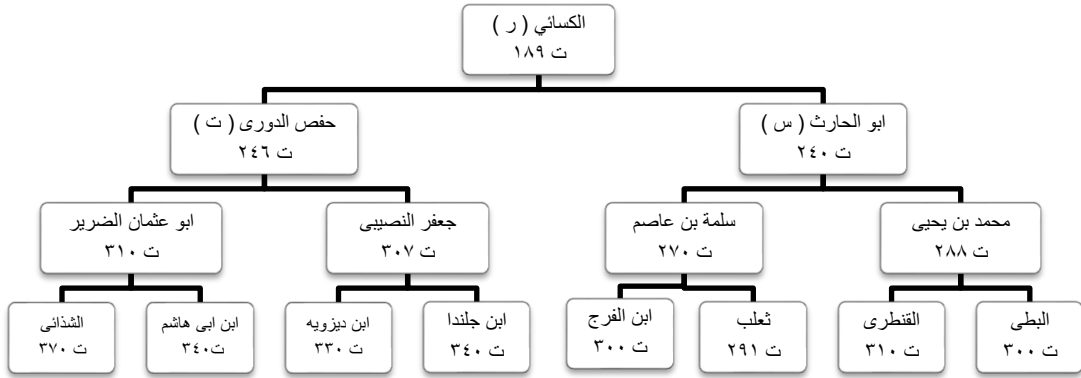 الكسائي ( ر )
ت ١٨٩
ابو الحارث ( س )
ت ٢٤٠
حفص الدورى ( ت )
ت ٢٤٦
محمد بن يحيى
ت ٢٨٨
سلمة بن عاصم
ت ٢٧٠
جعفر النصيبى
ت ٣٠٧
ابو عثمان الضرير
ت ٣١٠
البطى
ت ٣٠٠
القنطرى
ت ٣١٠
ثعلب
ت ٢٩١
ابن الفرج
ت ٣٠٠
ابن جلندا
ت ٣٤٠
ابن ديزويه
ت ٣٣٠
ابن ابى هاشم
ت٣٤٠
الشذائى
ت ٣٧٠